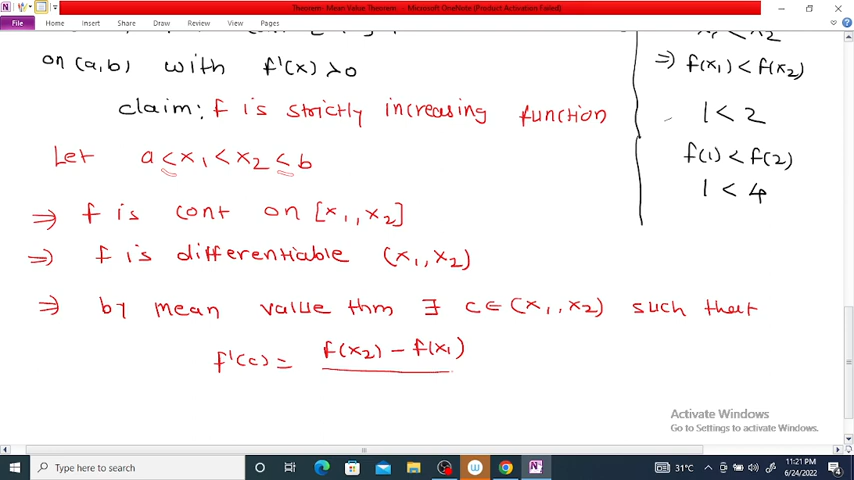 Theorem- Mean Value Theorem - Microsoft OneNote (Product Activation Failed)
File Home Insert Draw Share Review View Pages
on (a,b) with f'(x) >0
claim: f is strictly increasing function
Let a ≤ x₁ < x₂ ≤ b
⇒ f is cont on [x₁, x₂]
⇒ f is differentiable (x₁, x₂)
⇒ by mean value thm ∃ c ∈ (x₁, x₂) such that
f'(c) = f(x₂) - f(x₁)
x₁ < x₂
⇒ f(x₁) < f(x₂)
1 < 2
f(1) < f(2)
1 < 4
Activate Windows
Go to Settings to activate Windows.
Type here to search
31°C
11:21 PM
6/24/2022
4